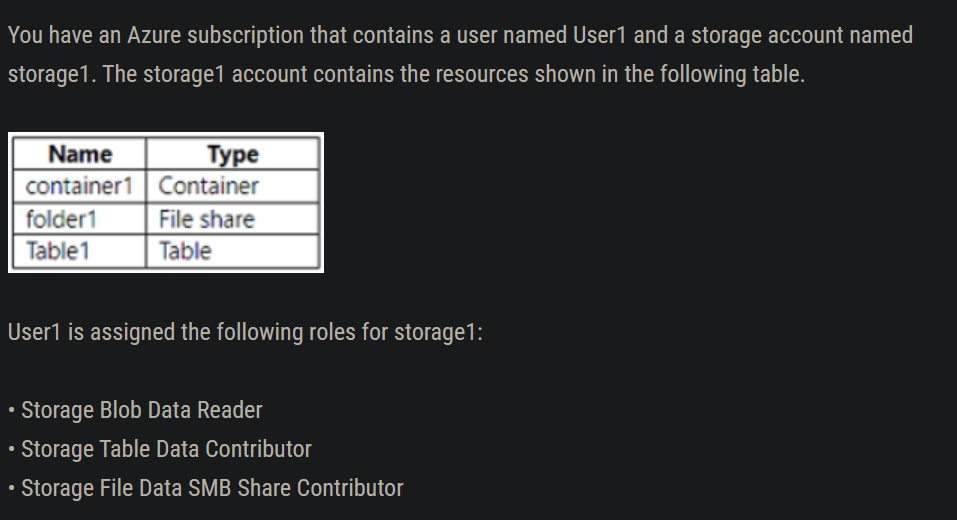 You have an Azure subscription that contains a user named User1 and a storage account named
storage1. The storage1 account contains the resources shown in the following table.
Name Type
container1 Container
folder1 File share
Table1 Table
User1 is assigned the following roles for storage1:
• Storage Blob Data Reader
• Storage Table Data Contributor
• Storage File Data SMB Share Contributor